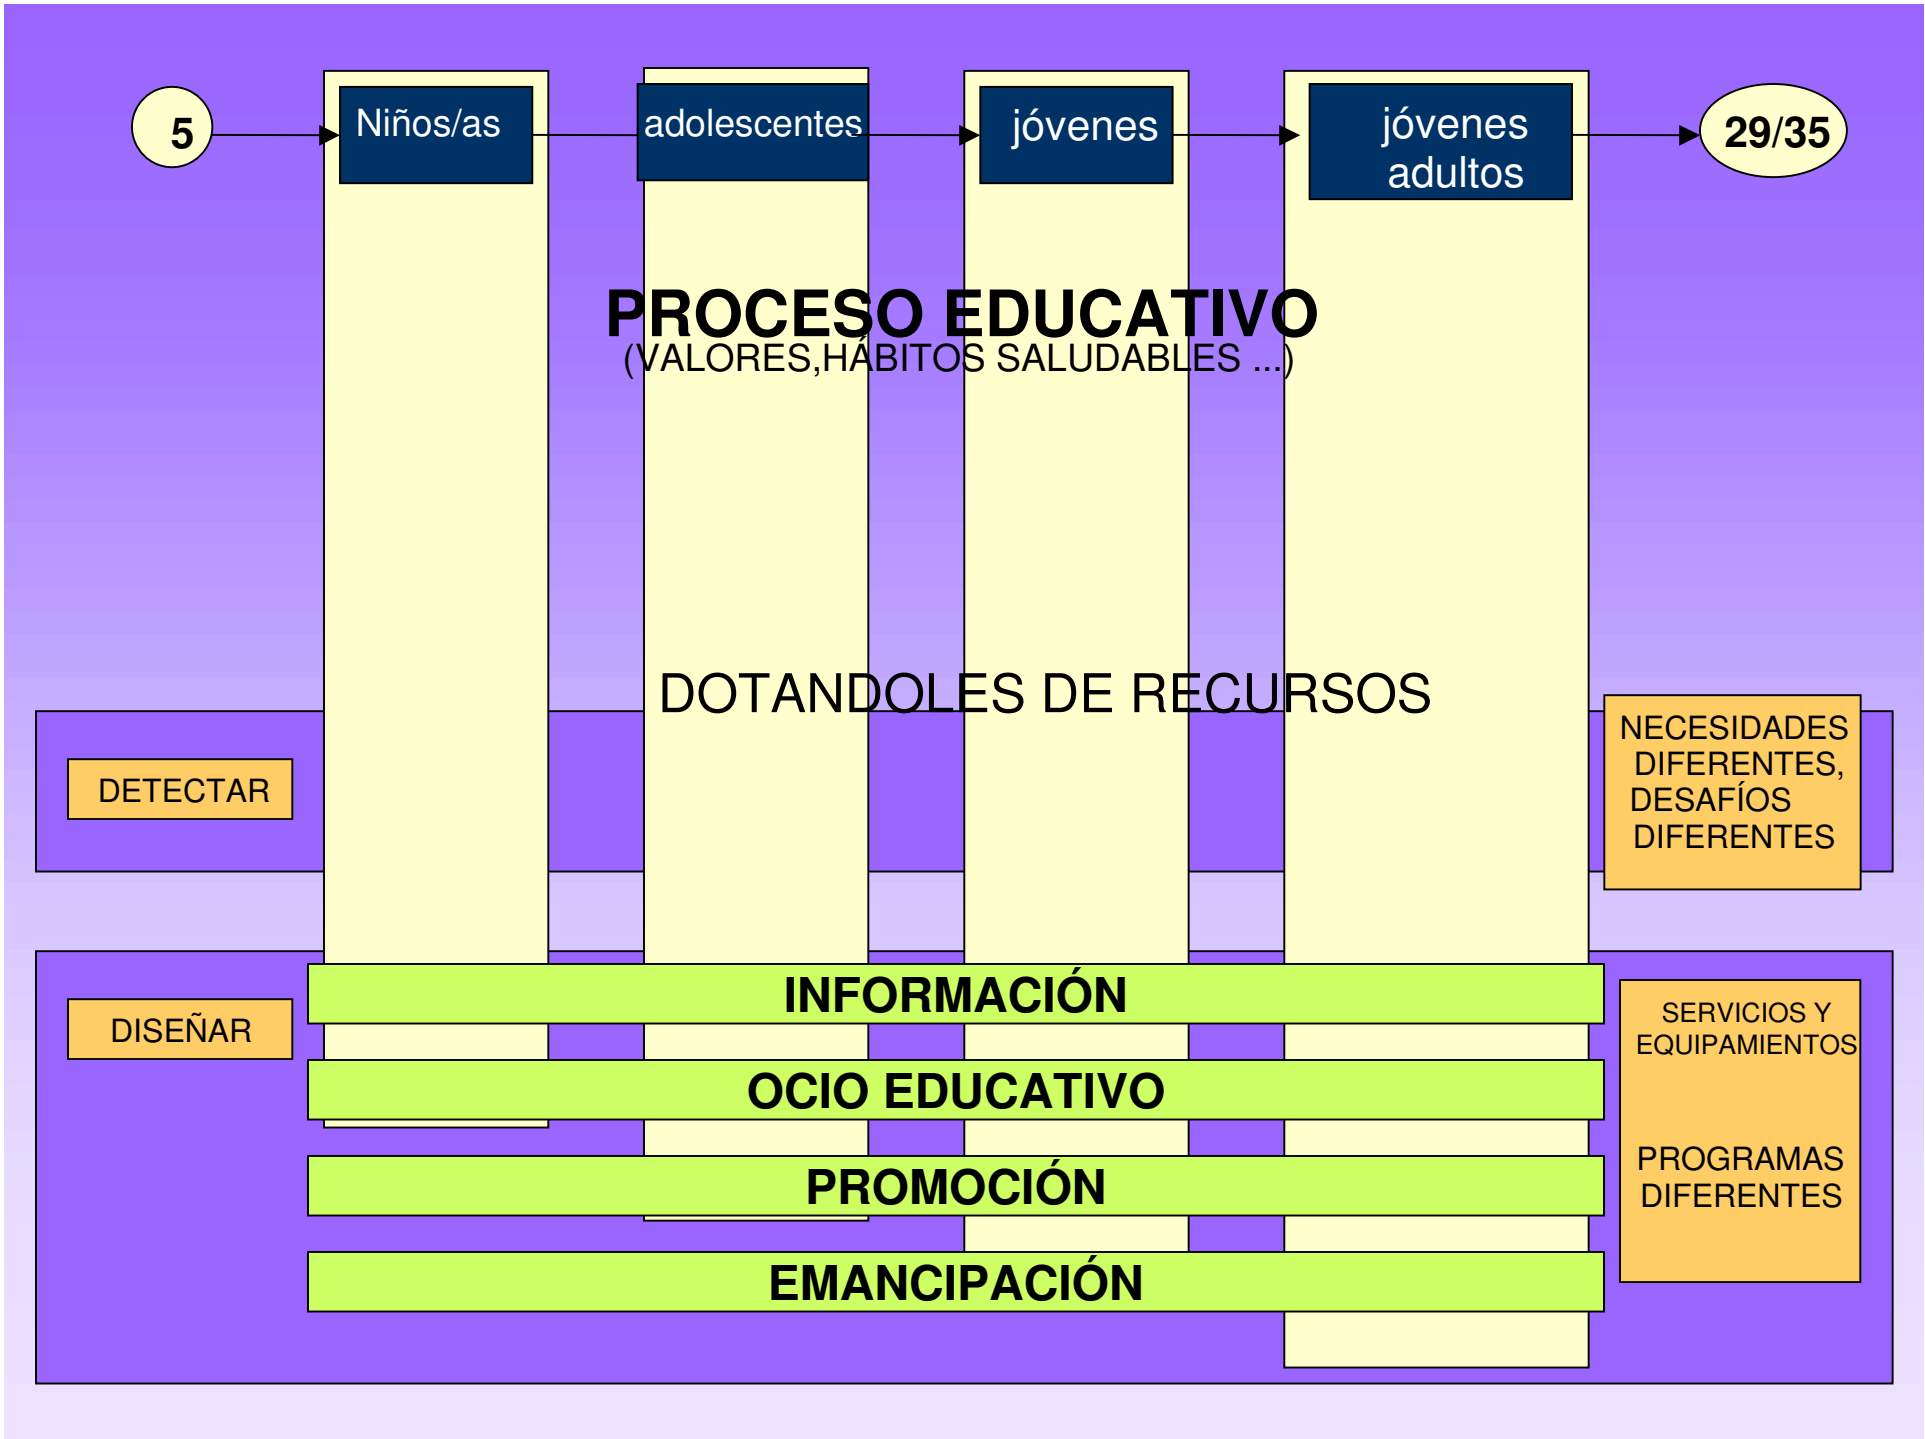 5
Niños/as
adolescentes
jóvenes
jóvenes
adultos
29/35
PROCESO EDUCATIVO
(VALORES,HÁBITOS SALUDABLES ...)
DOTANDOLES DE RECURSOS
DETECTAR
NECESIDADES
DIFERENTES,
DESAFÍOS
DIFERENTES
DISEÑAR
INFORMACIÓN
OCIO EDUCATIVO
PROMOCIÓN
EMANCIPACIÓN
SERVICIOS Y
EQUIPAMIENTOS
PROGRAMAS
DIFERENTES